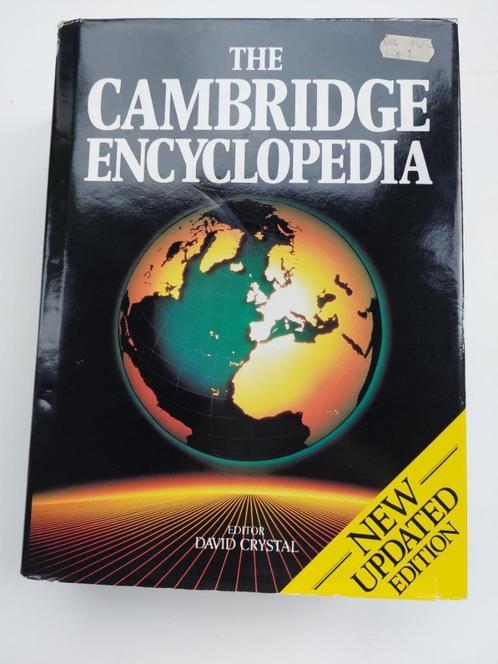 THE
CAMBRIDGE
ENCYCLOPEDIA
EDITOR
DAVID CRYSTAL
NEW
UPDATED
EDITION